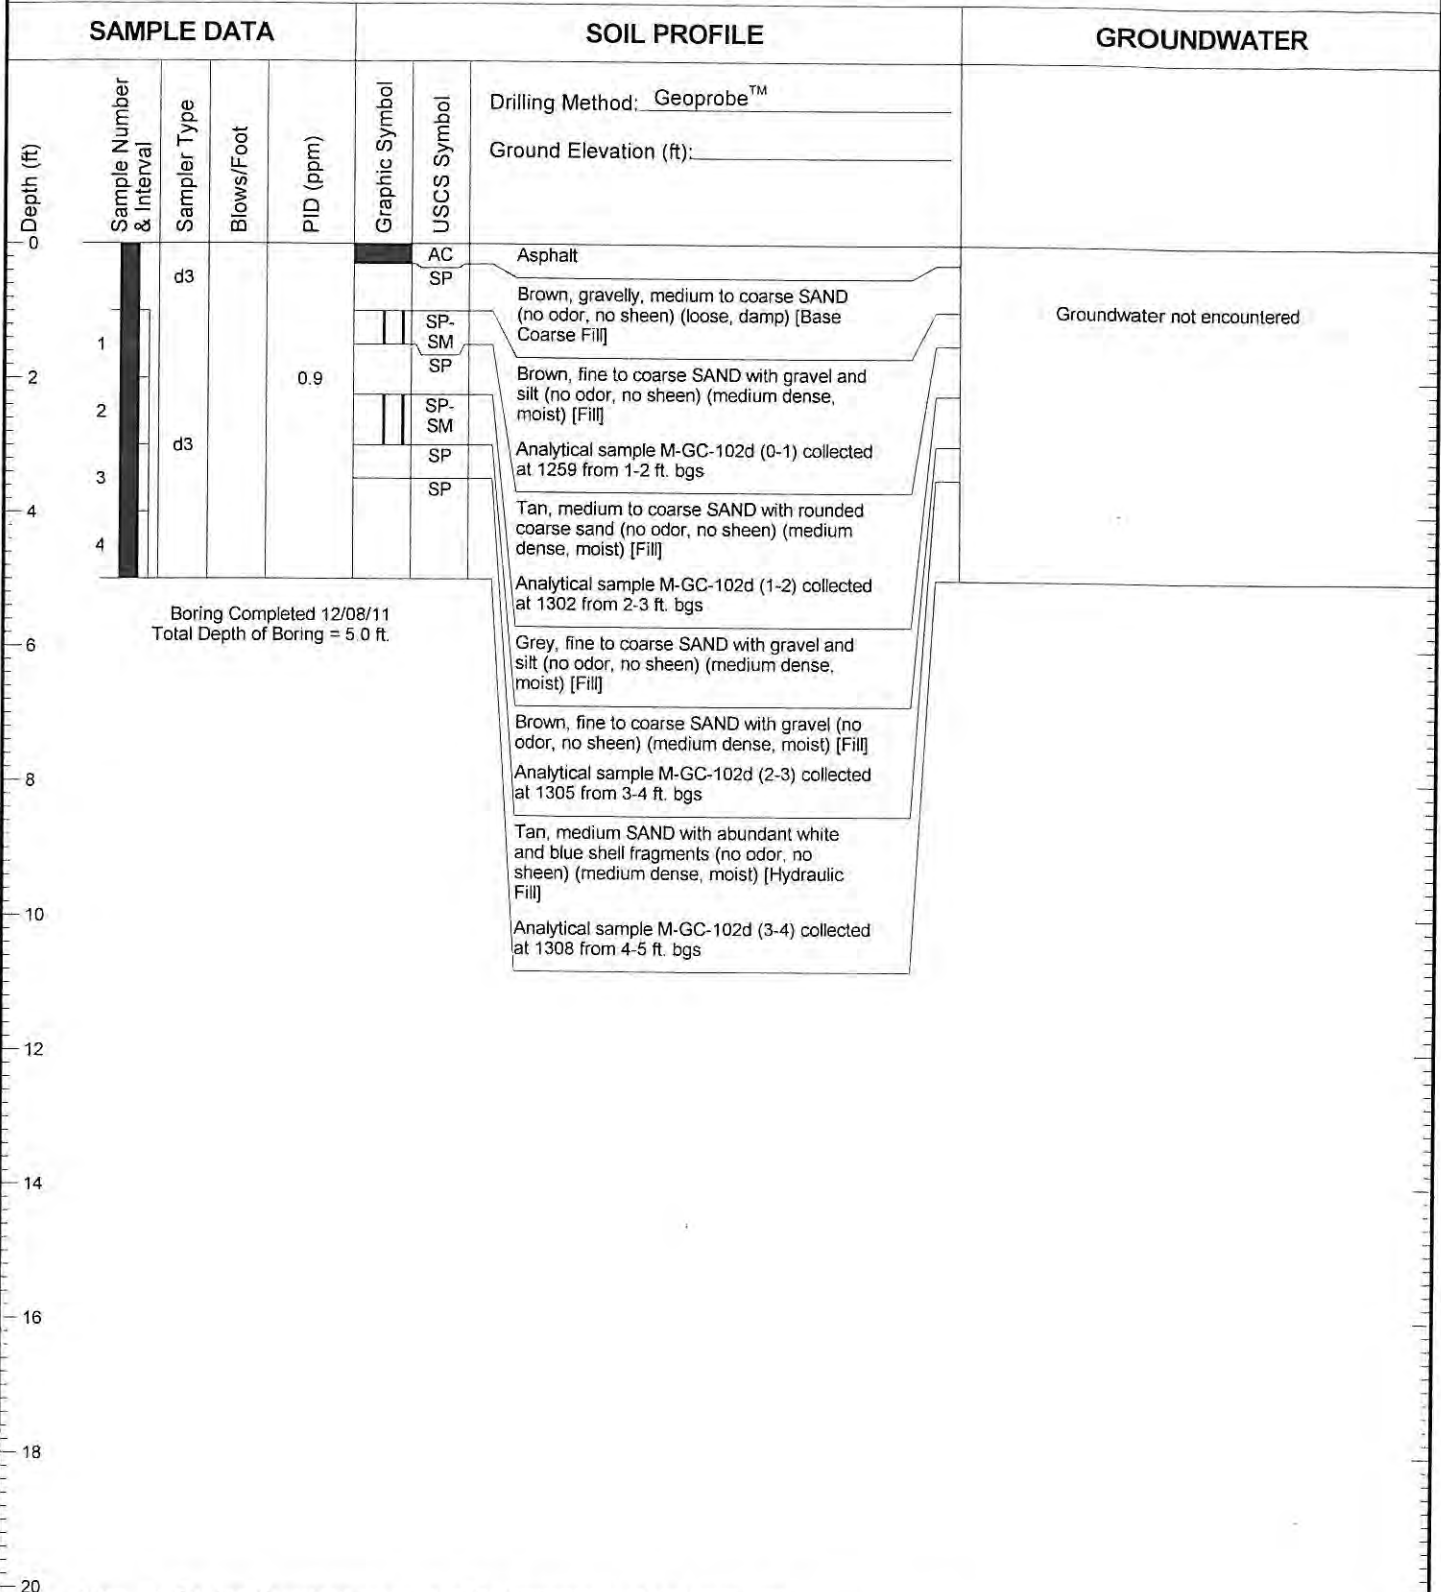 SAMPLE DATA
SOIL PROFILE
GROUNDWATER
Depth (ft)
Sample Number
& Interval
Sampler Type
Blows/Foot
PID (ppm)
Graphic Symbol
USCS Symbol
Drilling Method: Geoprobe™
Ground Elevation (ft):
0
2
4
6
8
10
12
14
16
18
20
1
2
3
4
d3
d3
0.9
AC
SP
SP-
SM
SP
SP-
SM
SP
SP
Asphalt
Brown, gravelly, medium to coarse SAND
(no odor, no sheen) (loose, damp) [Base
Coarse Fill]
Brown, fine to coarse SAND with gravel and
silt (no odor, no sheen) (medium dense,
moist) [Fill]
Analytical sample M-GC-102d (0-1) collected
at 1259 from 1-2 ft. bgs
Tan, medium to coarse SAND with rounded
coarse sand (no odor, no sheen) (medium
dense, moist) [Fill]
Analytical sample M-GC-102d (1-2) collected
at 1302 from 2-3 ft. bgs
Grey, fine to coarse SAND with gravel and
silt (no odor, no sheen) (medium dense,
moist) [Fill]
Brown, fine to coarse SAND with gravel (no
odor, no sheen) (medium dense, moist) [Fill]
Analytical sample M-GC-102d (2-3) collected
at 1305 from 3-4 ft. bgs
Tan, medium SAND with abundant white
and blue shell fragments (no odor, no
sheen) (medium dense, moist) [Hydraulic
Fill]
Analytical sample M-GC-102d (3-4) collected
at 1308 from 4-5 ft. bgs
Groundwater not encountered
Boring Completed 12/08/11
Total Depth of Boring = 5.0 ft.